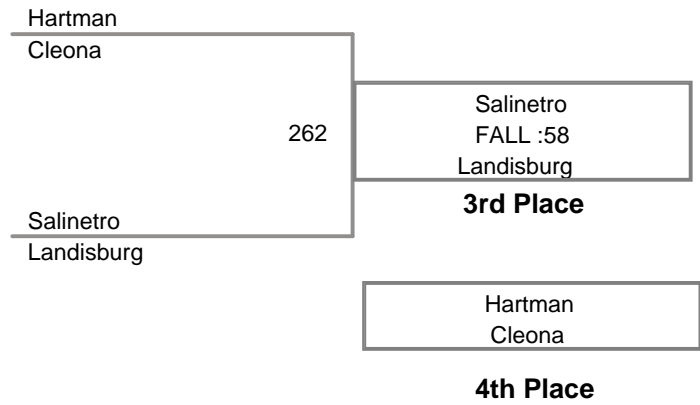 Hartman
Cleona
262
Salinetro
FALL :58
Landisburg
3rd Place
Salinetro
Landisburg
Hartman
Cleona
4th Place